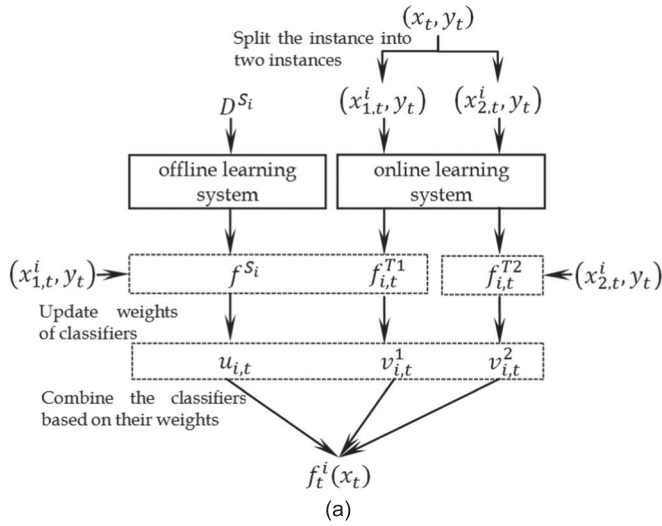 (x_t, y_t)
Split the instance into
two instances
D^{S_i} (x^i_{1,t}, y_t) (x^i_{2,t}, y_t)
offline learning
system
online learning
system
(x^i_{1,t}, y_t) f^{S_i} f^{T1}_{i,t} f^{T2}_{i,t} (x^i_{2,t}, y_t)
Update weights
of classifiers
u_{i,t} v^1_{i,t} v^2_{i,t}
Combine the classifiers
based on their weights
f^i_t(x_t)
(a)